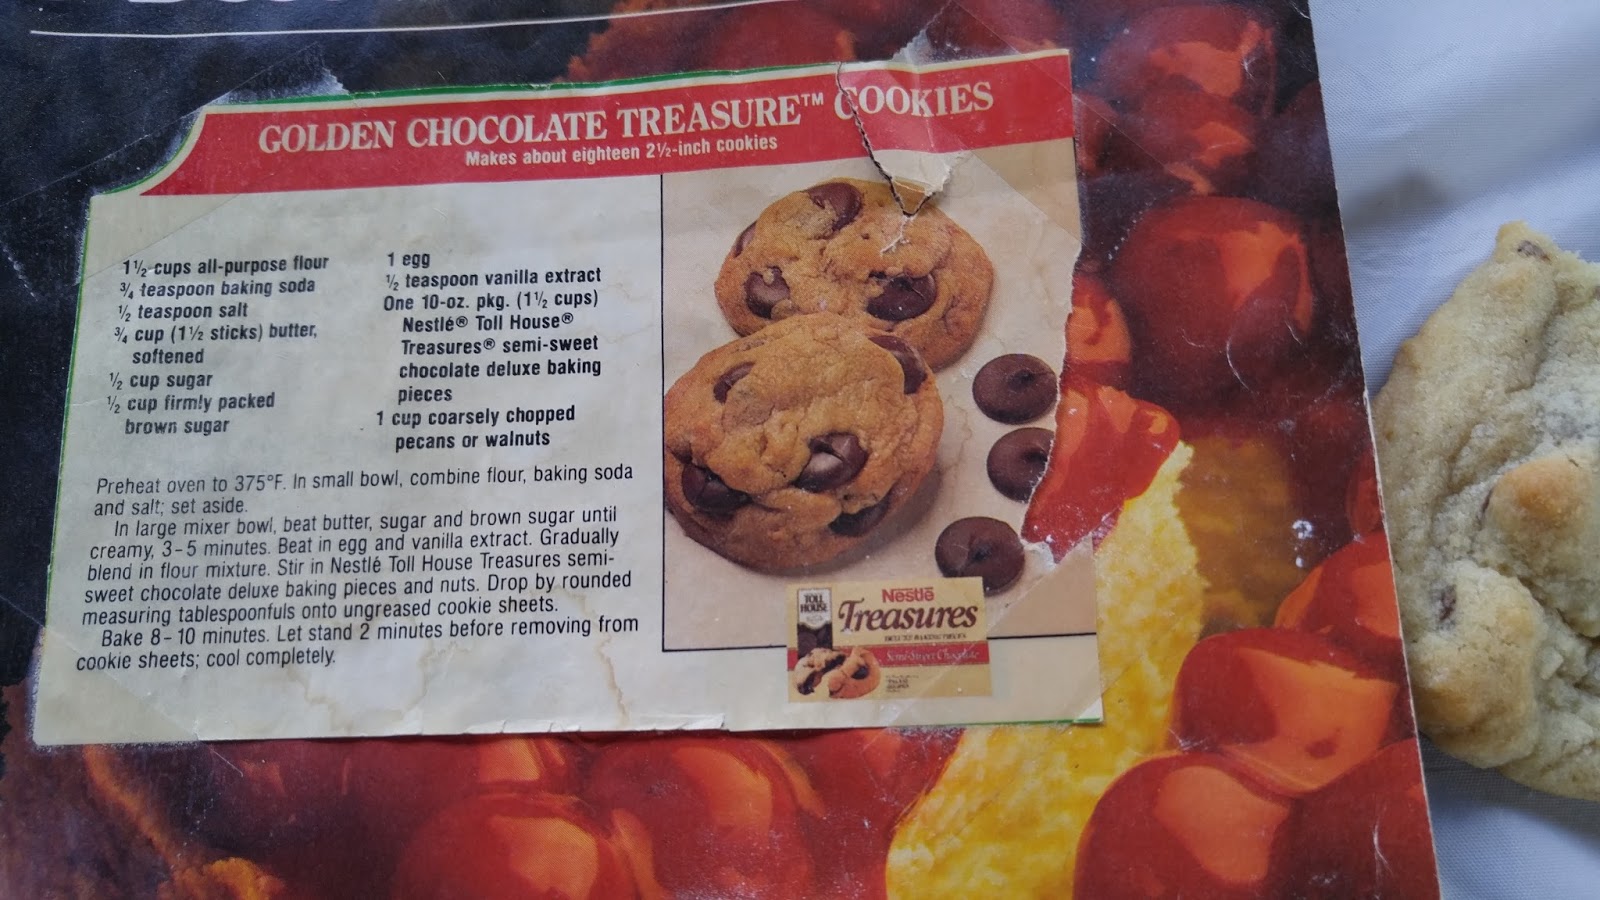 GOLDEN CHOCOLATE TREASURE™ COOKIES
Makes about eighteen 2½-inch cookies
1½ cups all-purpose flour
¾ teaspoon baking soda
½ teaspoon salt
¾ cup (1½ sticks) butter,
softened
½ cup sugar
½ cup firmly packed
brown sugar
1 egg
½ teaspoon vanilla extract
One 10-oz. pkg. (1½ cups)
Nestlé® Toll House®
Treasures® semi-sweet
chocolate deluxe baking
pieces
1 cup coarsely chopped
pecans or walnuts
Preheat oven to 375°F. In small bowl, combine flour, baking soda
and salt; set aside.
In large mixer bowl, beat butter, sugar and brown sugar until
creamy, 3-5 minutes. Beat in egg and vanilla extract. Gradually
blend in flour mixture. Stir in Nestlé Toll House Treasures semi-
sweet chocolate deluxe baking pieces and nuts. Drop by rounded
measuring tablespoonfuls onto ungreased cookie sheets.
Bake 8-10 minutes. Let stand 2 minutes before removing from
cookie sheets; cool completely.
TOLL
HOUSE
Nestlé
Treasures
DELUXE BAKING PIECES
Semi-Sweet Chocolate